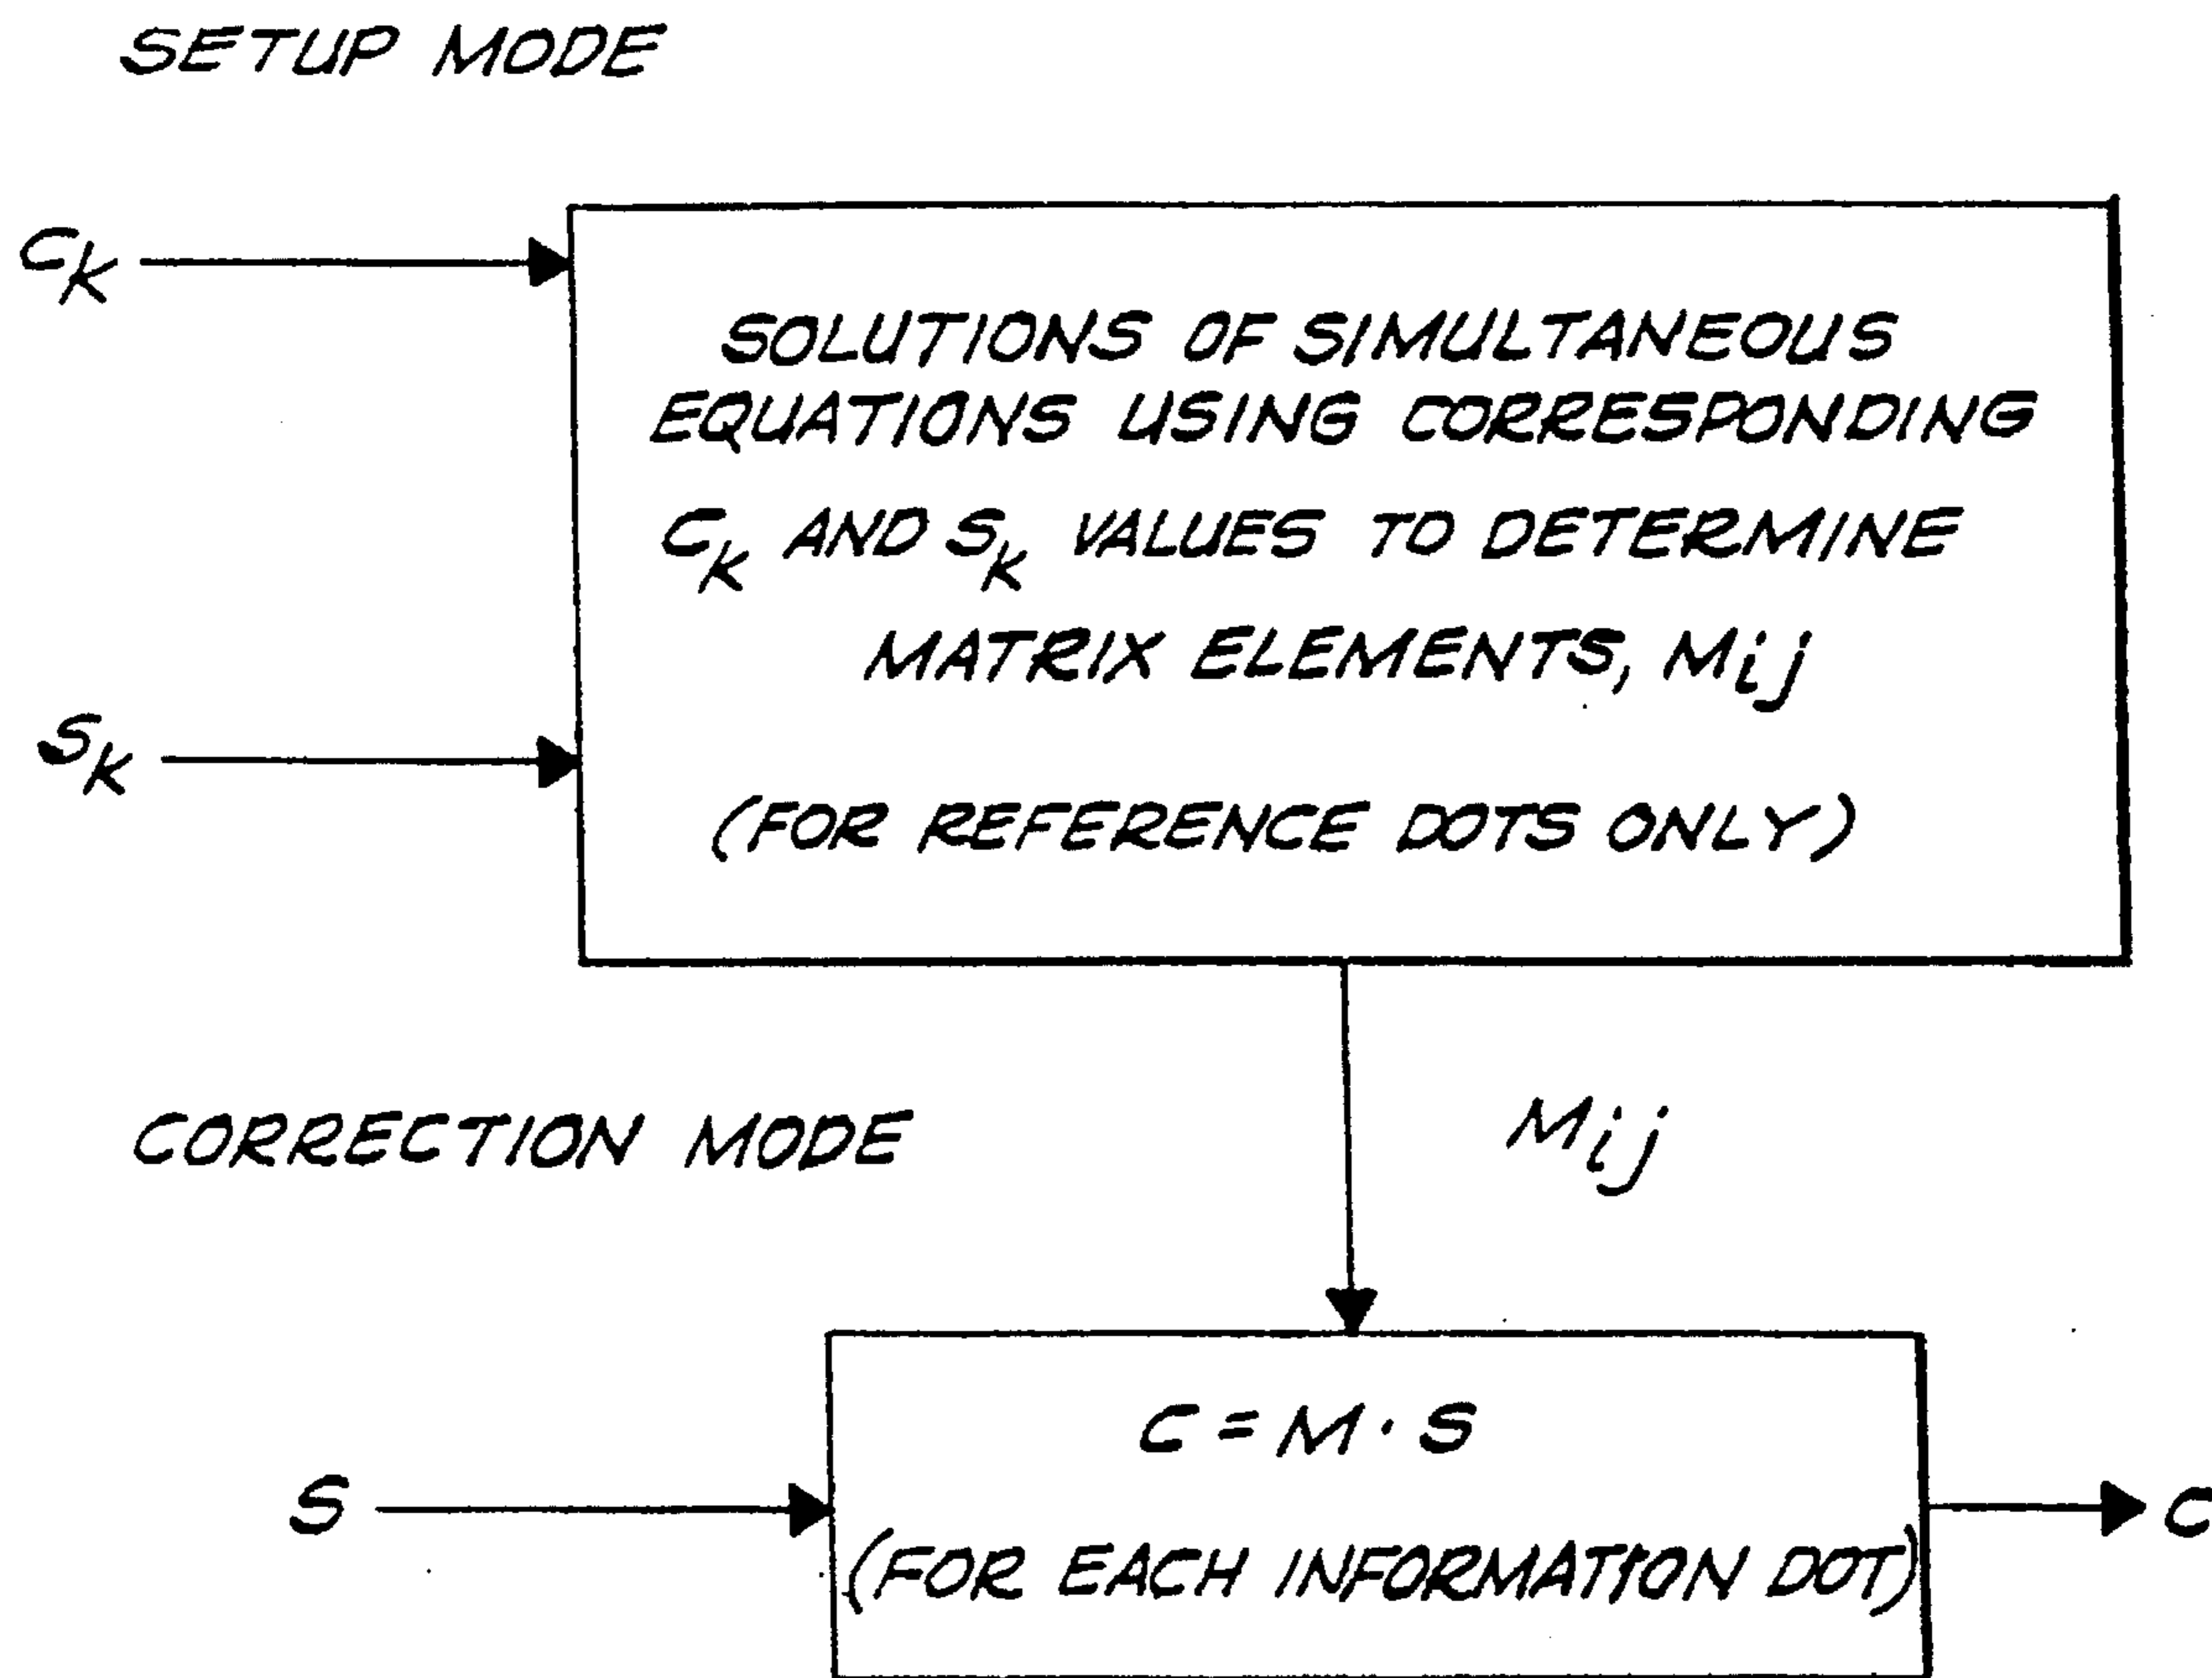 SETUP MODE
Ck
SOLUTIONS OF SIMULTANEOUS
EQUATIONS USING CORRESPONDING
Ck AND Sk VALUES TO DETERMINE
MATRIX ELEMENTS, Mij
Sk
(FOR REFERENCE DOTS ONLY)
CORRECTION MODE
Mij
C = M · S
S
C
(FOR EACH INFORMATION DOT)